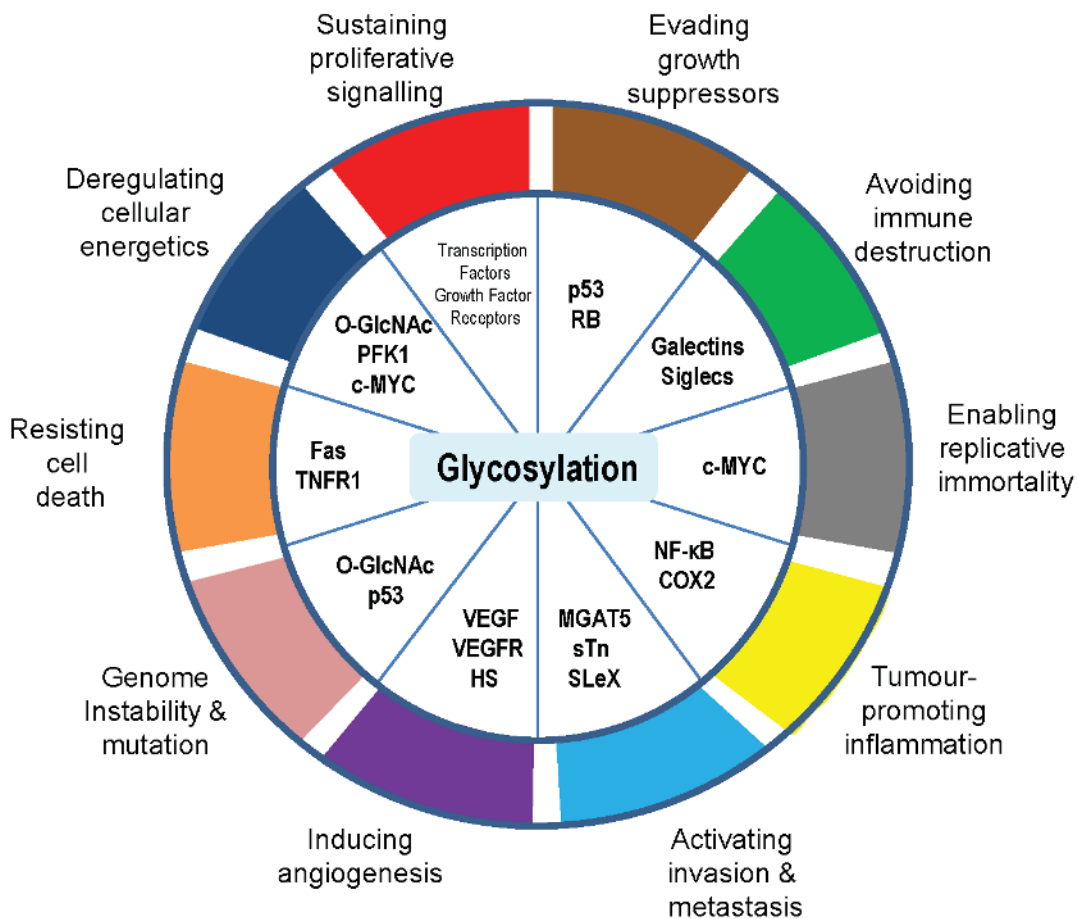 Sustaining
proliferative
signalling
Evading
growth
suppressors
Avoiding
immune
destruction
Enabling
replicative
immortality
Tumour-
promoting
inflammation
Activating
invasion &
metastasis
Inducing
angiogenesis
Genome
Instability &
mutation
Resisting
cell
death
Deregulating
cellular
energetics
Transcription
Factors
Growth Factor
Receptors
p53
RB
Galectins
Siglecs
c-MYC
NF-κB
COX2
MGAT5
sTn
SLeX
VEGF
VEGFR
HS
O-GlcNAc
p53
Fas
TNFR1
O-GlcNAc
PFK1
c-MYC
Glycosylation